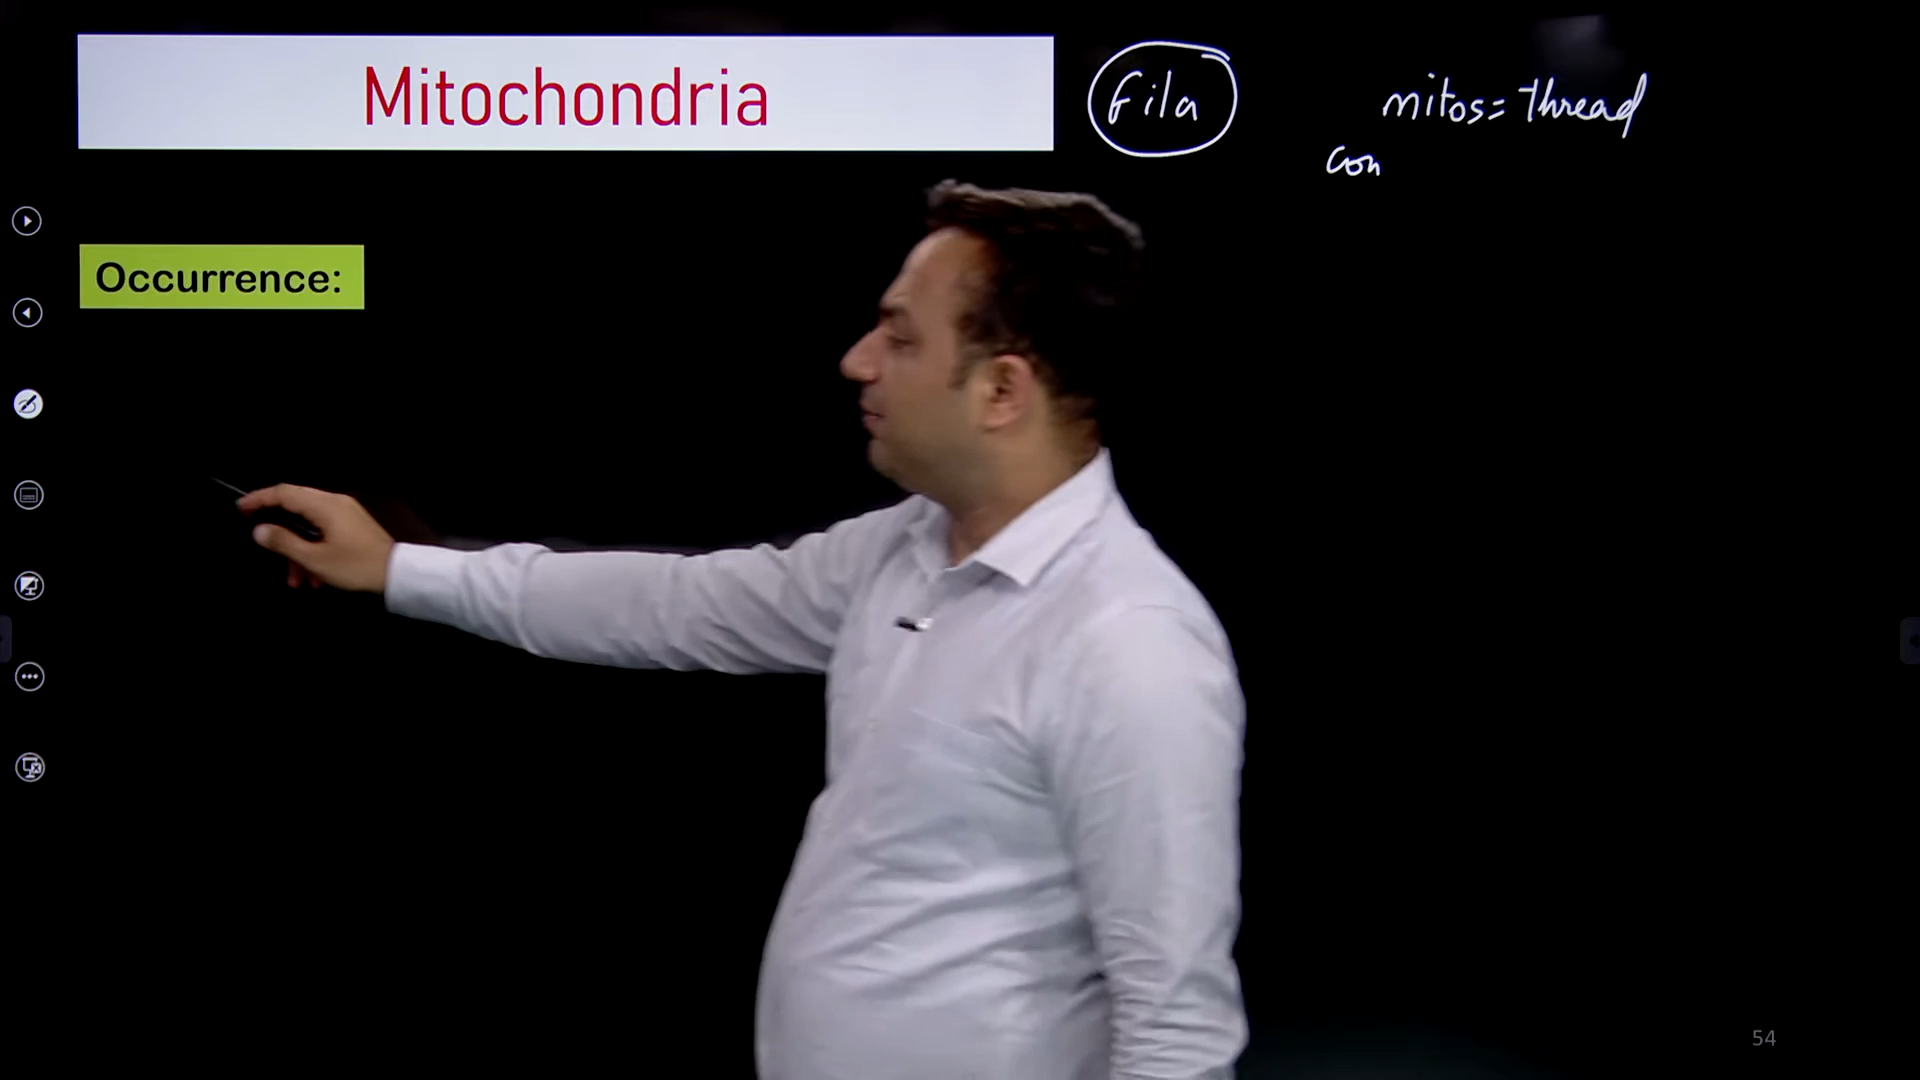 Mitochondria
Fila
mitos = Thread
con
Occurrence:
54